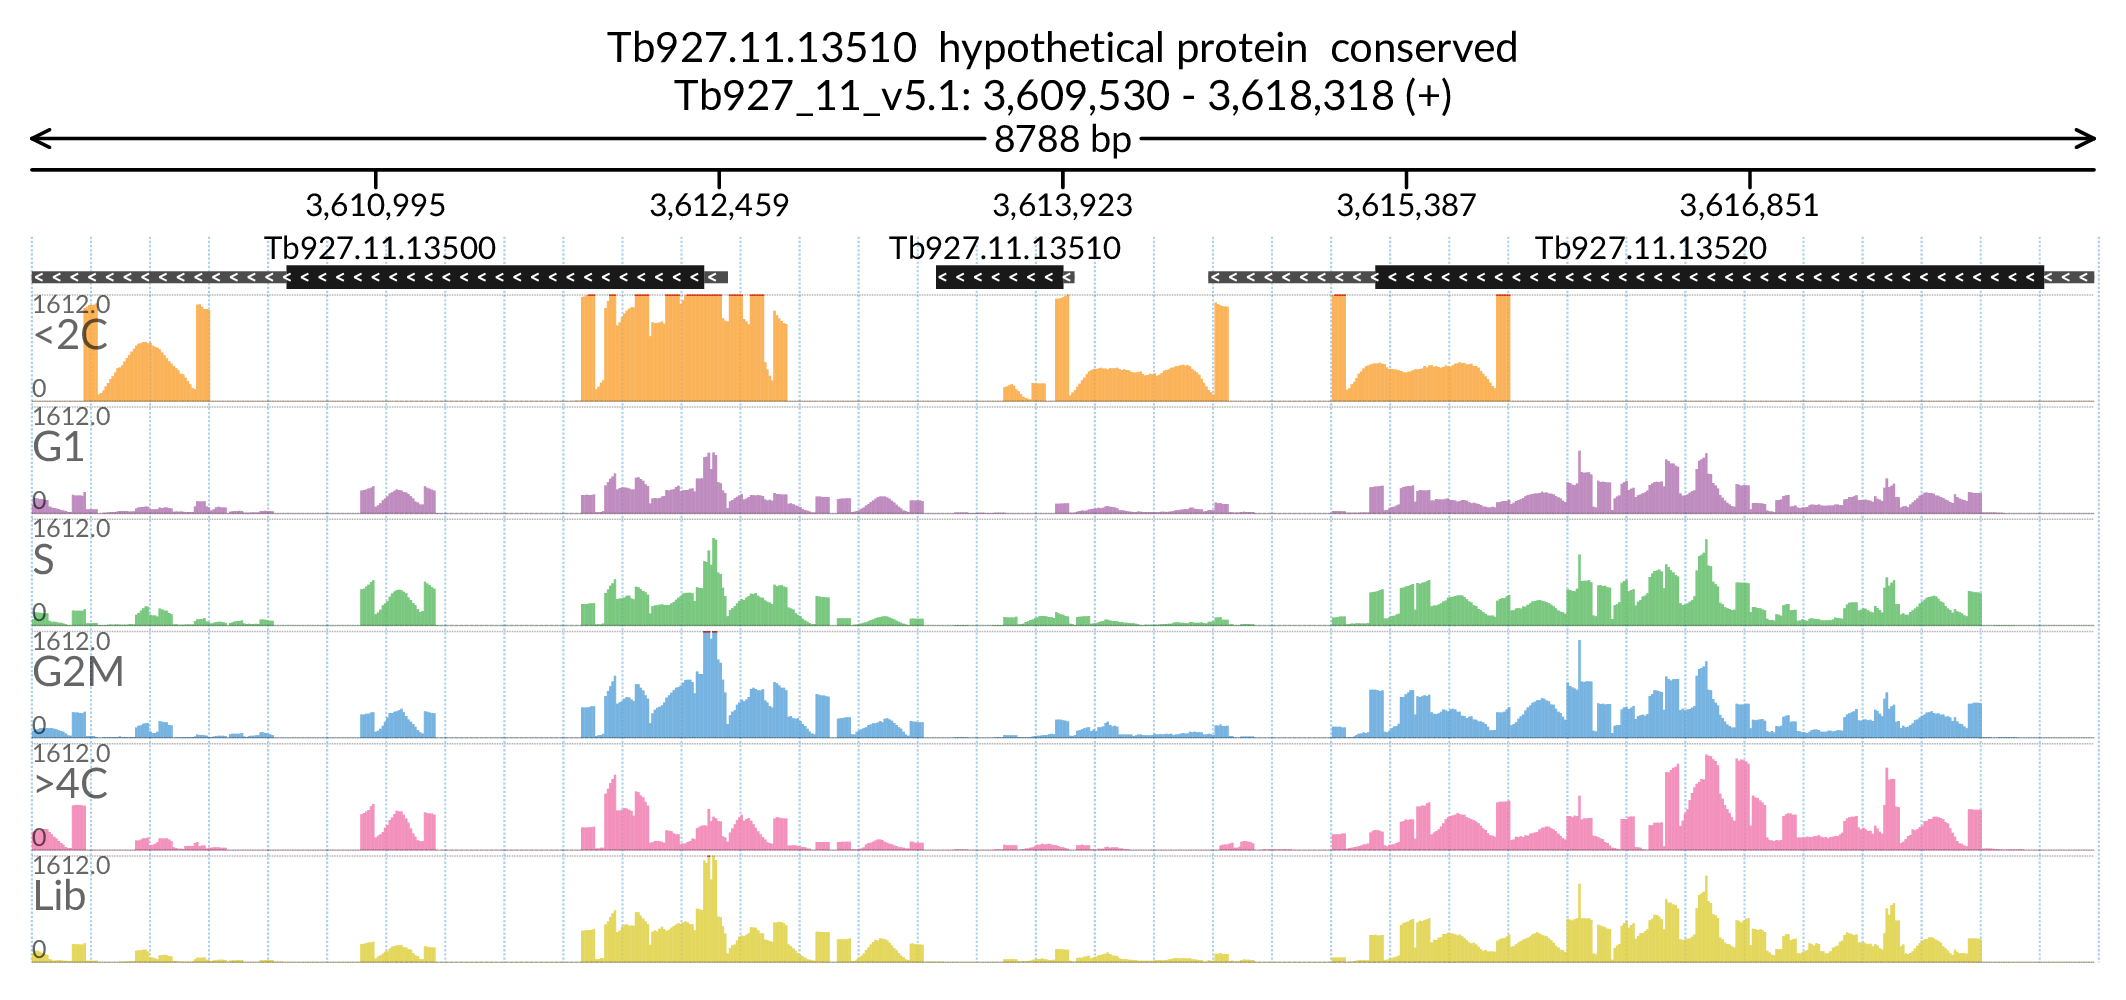 Tb927.11.13510 hypothetical protein conserved
Tb927_11_v5.1: 3,609,530 - 3,618,318 (+)
8788 bp
3,610,995 3,612,459 3,613,923 3,615,387 3,616,851
Tb927.11.13500 Tb927.11.13510 Tb927.11.13520
1612.0
<2C
0
1612.0
G1
0
1612.0
S
0
1612.0
G2M
0
1612.0
>4C
0
1612.0
Lib
0